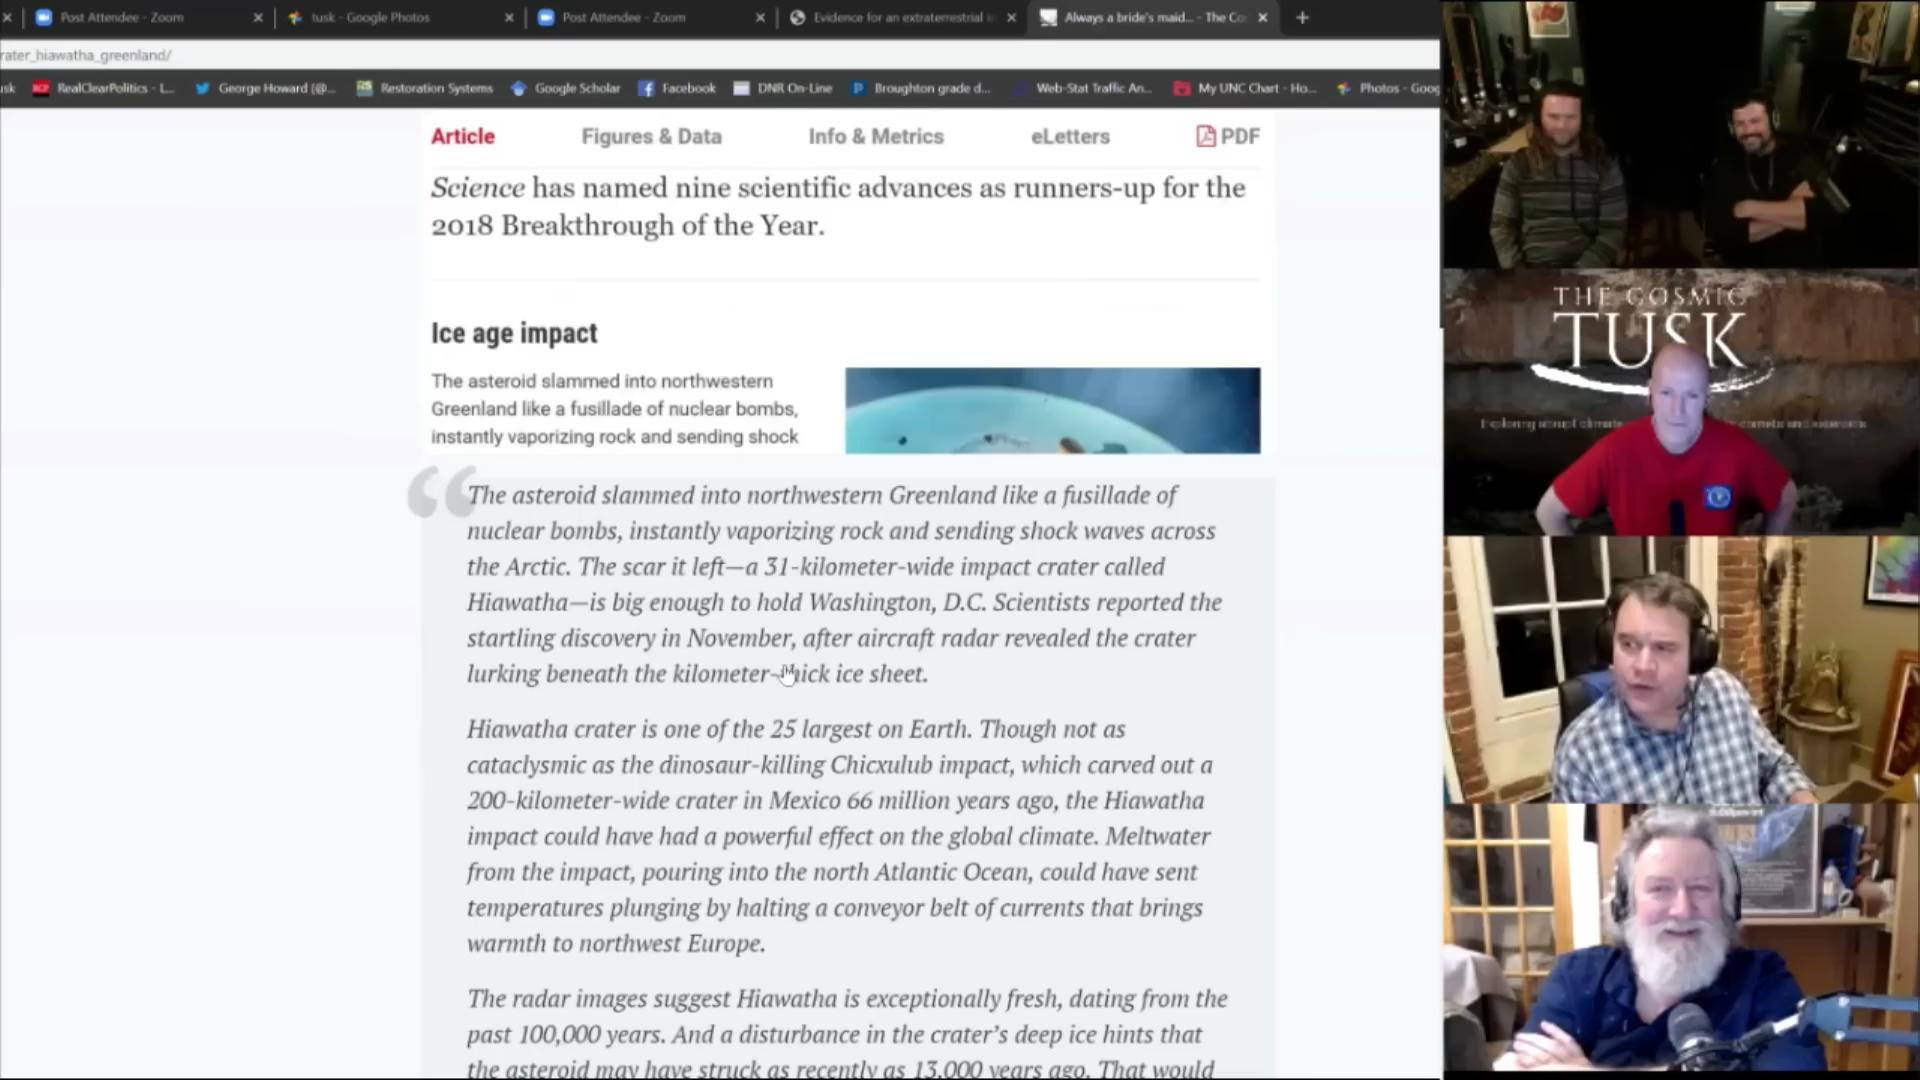 Post Attendee - Zoom
tusk - Google Photos
Post Attendee - Zoom
Evidence for an extraterrestrial i
Always a bride's maid... - The Co
rater_hiawatha_greenland/
usk
RealClearPolitics - L...
George Howard (@...
Restoration Systems
Google Scholar
Facebook
DNR On-Line
Broughton grade d...
Web-Stat Traffic An...
My UNC Chart - Ho...
Photos - Goog
Article
Figures & Data
Info & Metrics
eLetters
PDF
Science has named nine scientific advances as runners-up for the
2018 Breakthrough of the Year.
Ice age impact
The asteroid slammed into northwestern
Greenland like a fusillade of nuclear bombs,
instantly vaporizing rock and sending shock
“
The asteroid slammed into northwestern Greenland like a fusillade of
nuclear bombs, instantly vaporizing rock and sending shock waves across
the Arctic. The scar it left—a 31-kilometer-wide impact crater called
Hiawatha—is big enough to hold Washington, D.C. Scientists reported the
startling discovery in November, after aircraft radar revealed the crater
lurking beneath the kilometer-thick ice sheet.
Hiawatha crater is one of the 25 largest on Earth. Though not as
cataclysmic as the dinosaur-killing Chicxulub impact, which carved out a
200-kilometer-wide crater in Mexico 66 million years ago, the Hiawatha
impact could have had a powerful effect on the global climate. Meltwater
from the impact, pouring into the north Atlantic Ocean, could have sent
temperatures plunging by halting a conveyor belt of currents that brings
warmth to northwest Europe.
The radar images suggest Hiawatha is exceptionally fresh, dating from the
past 100,000 years. And a disturbance in the crater's deep ice hints that
the asteroid may have struck as recently as 13,000 years ago. That would
THE COSMIC
TUSK
Exploring abrupt climate comets and asteroids